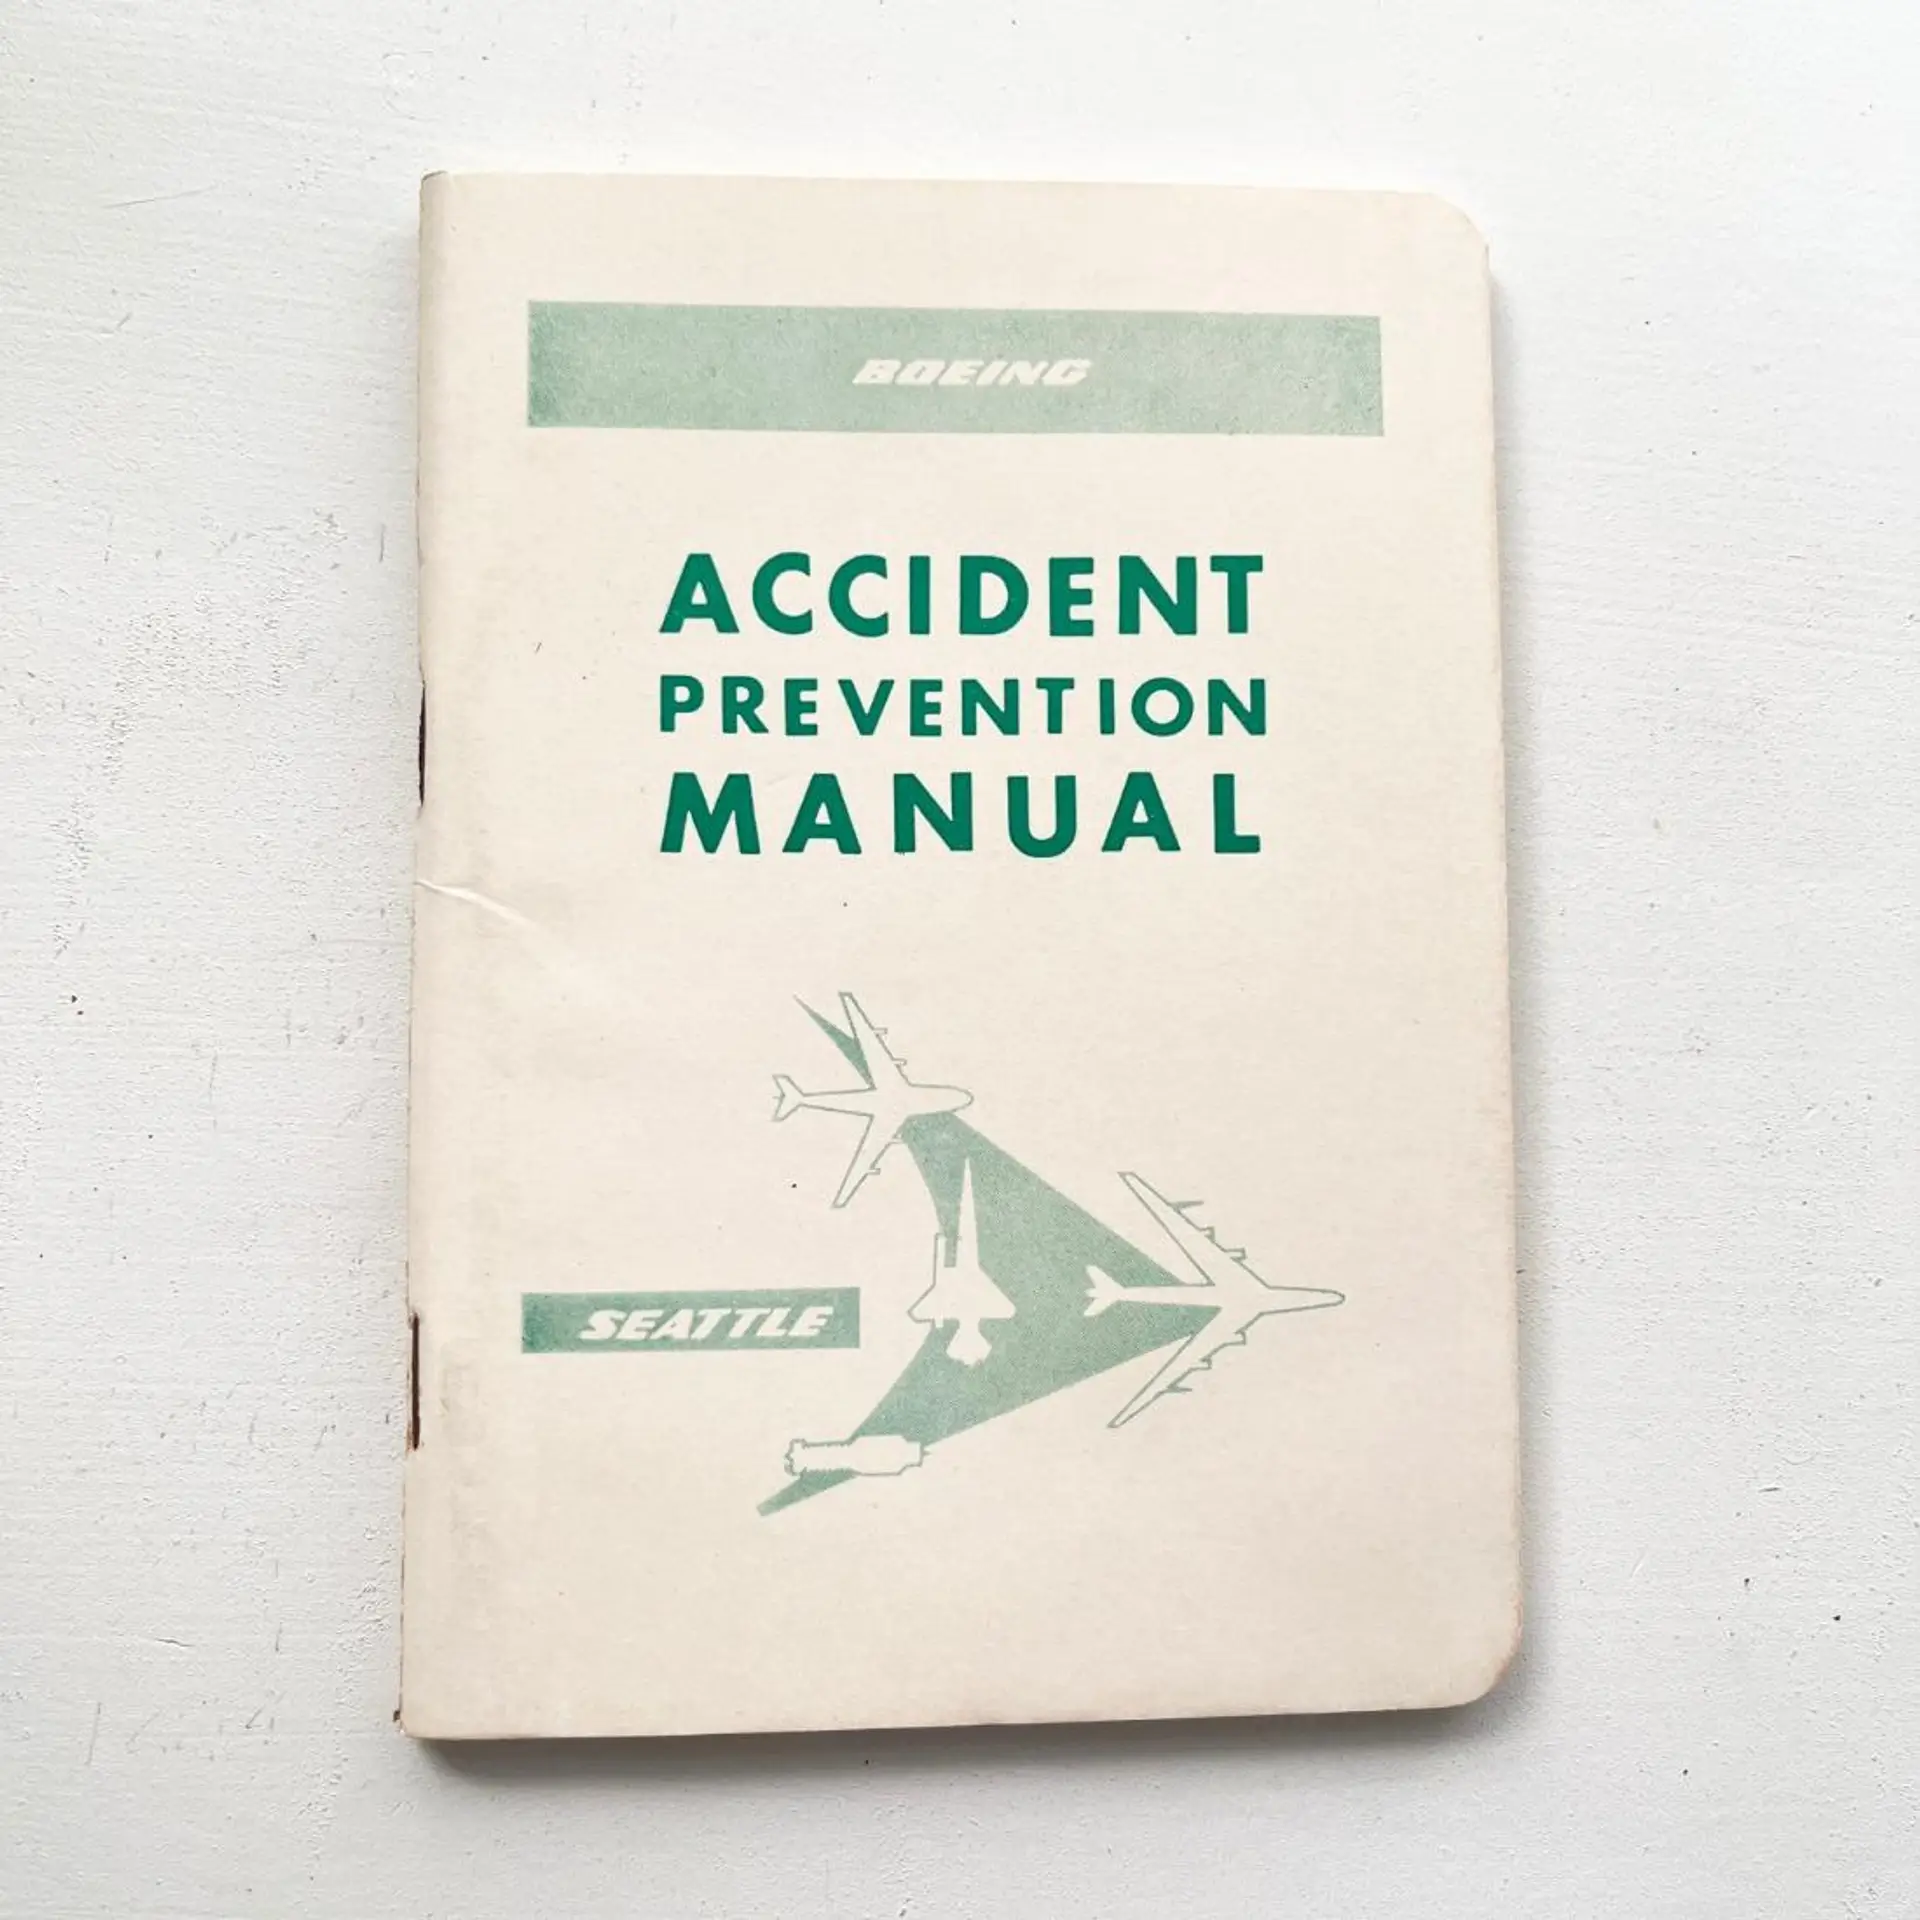 BOEING
ACCIDENT
PREVENTION
MANUAL
SEATTLE